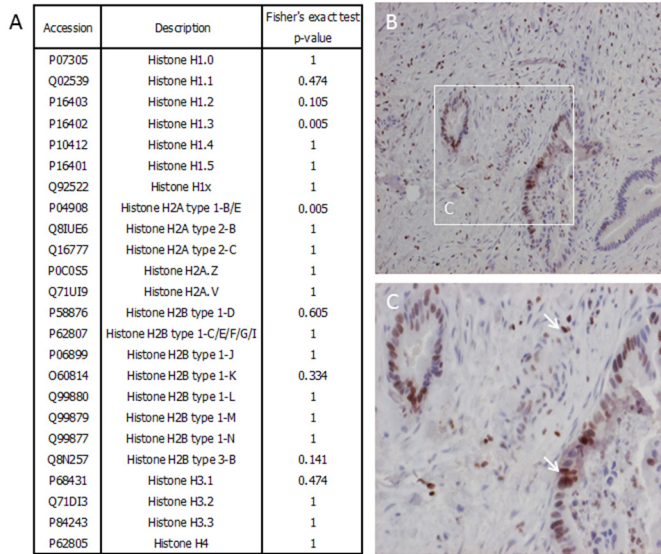 A
Accession Description Fisher's exact test p-value
P07305 Histone H1.0 1
Q02539 Histone H1.1 0.474
P16403 Histone H1.2 0.105
P16402 Histone H1.3 0.005
P10412 Histone H1.4 1
P16401 Histone H1.5 1
Q92522 Histone H1x 1
P04908 Histone H2A type 1-B/E 0.005
Q8IUE6 Histone H2A type 2-B 1
Q16777 Histone H2A type 2-C 1
P0C0S5 Histone H2A.Z 1
Q71UI9 Histone H2A.V 1
P58876 Histone H2B type 1-D 0.605
P62807 Histone H2B type 1-C/E/F/G/I 1
P06899 Histone H2B type 1-J 1
O60814 Histone H2B type 1-K 0.334
Q99880 Histone H2B type 1-L 1
Q99879 Histone H2B type 1-M 1
Q99877 Histone H2B type 1-N 1
Q8N257 Histone H2B type 3-B 0.141
P68431 Histone H3.1 0.474
Q71DI3 Histone H3.2 1
P84243 Histone H3.3 1
P62805 Histone H4 1
B
C
C